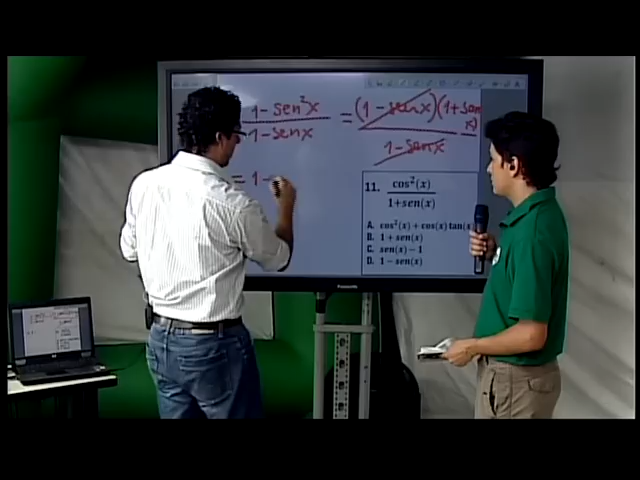 1 - sen²x / 1 - senx = (1 - senx)(1 + senx) / 1 - senx
= 1 -
11. cos²(x) / 1+sen(x)
A. cos²(x) + cos(x) tan(x
B. 1 + sen(x)
C. sen(x) − 1
D. 1 − sen(x)
Panasonic